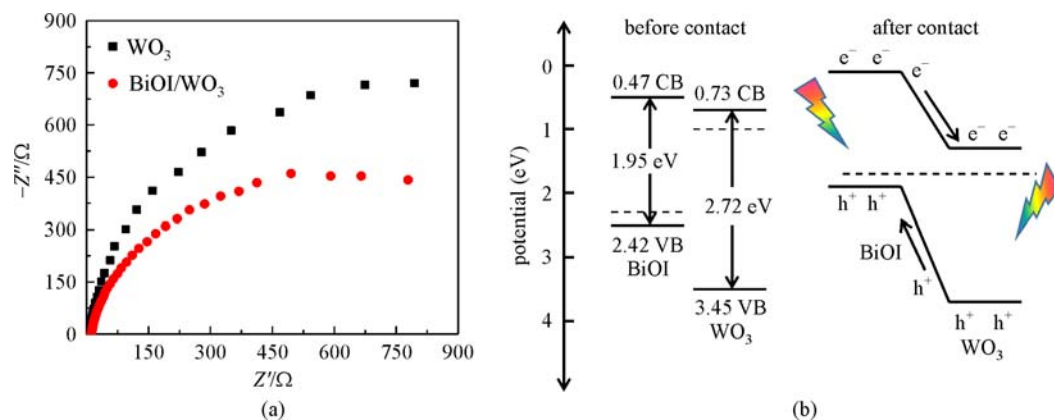 900
750
600
450
300
150
0
−Z″/Ω
WO₃
BiOI/WO₃
150 300 450 600 750 900
Z′/Ω
(a)
before contact
after contact
0
1
2
3
4
potential (eV)
0.47 CB
0.73 CB
1.95 eV
2.72 eV
2.42 VB
BiOI
3.45 VB
WO₃
e⁻ e⁻
e⁻
e⁻ e⁻
h⁺ h⁺
BiOI
h⁺
h⁺ h⁺
WO₃
(b)